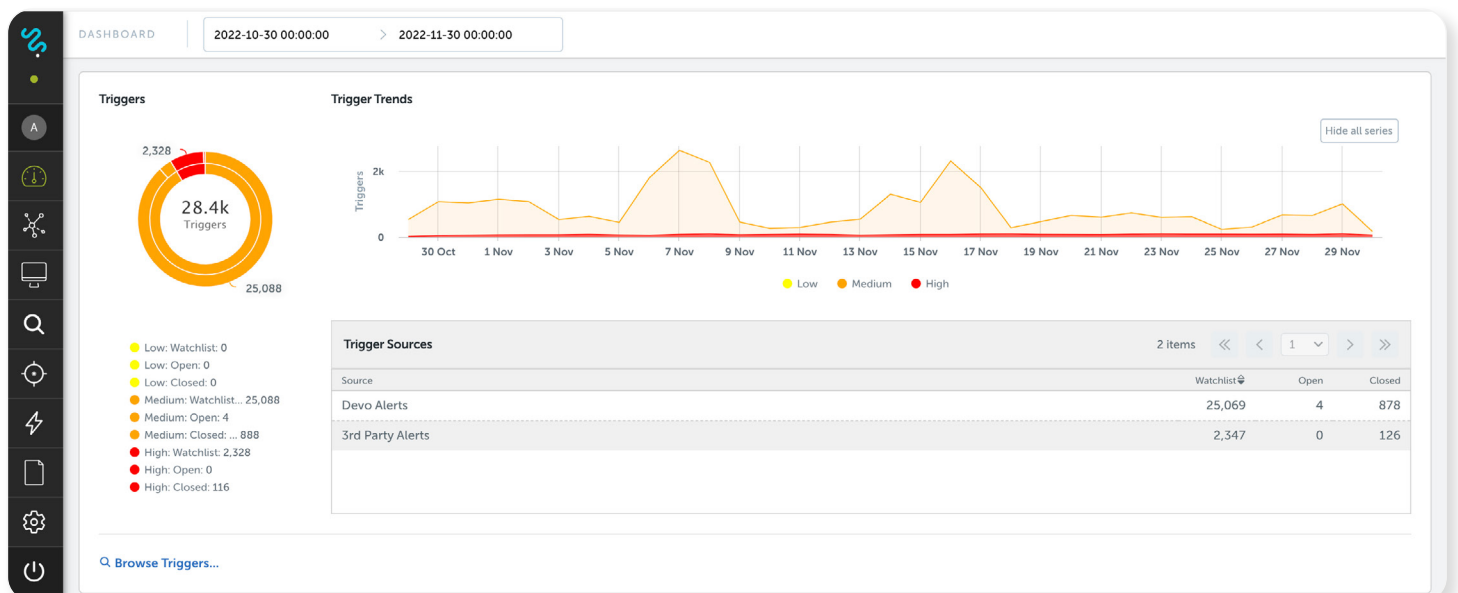 DASHBOARD
2022-10-30 00:00:00 > 2022-11-30 00:00:00
A
Triggers
Trigger Trends
Hide all series
2,328
28.4k
Triggers
25,088
Triggers
2k
0
30 Oct 1 Nov 3 Nov 5 Nov 7 Nov 9 Nov 11 Nov 13 Nov 15 Nov 17 Nov 19 Nov 21 Nov 23 Nov 25 Nov 27 Nov 29 Nov
Low Medium High
Low: Watchlist: 0
Low: Open: 0
Low: Closed: 0
Medium: Watchlist... 25,088
Medium: Open: 4
Medium: Closed: ... 888
High: Watchlist: 2,328
High: Open: 0
High: Closed: 116
Trigger Sources
2 items 1
Source Watchlist Open Closed
Devo Alerts 25,069 4 878
3rd Party Alerts 2,347 0 126
Browse Triggers...